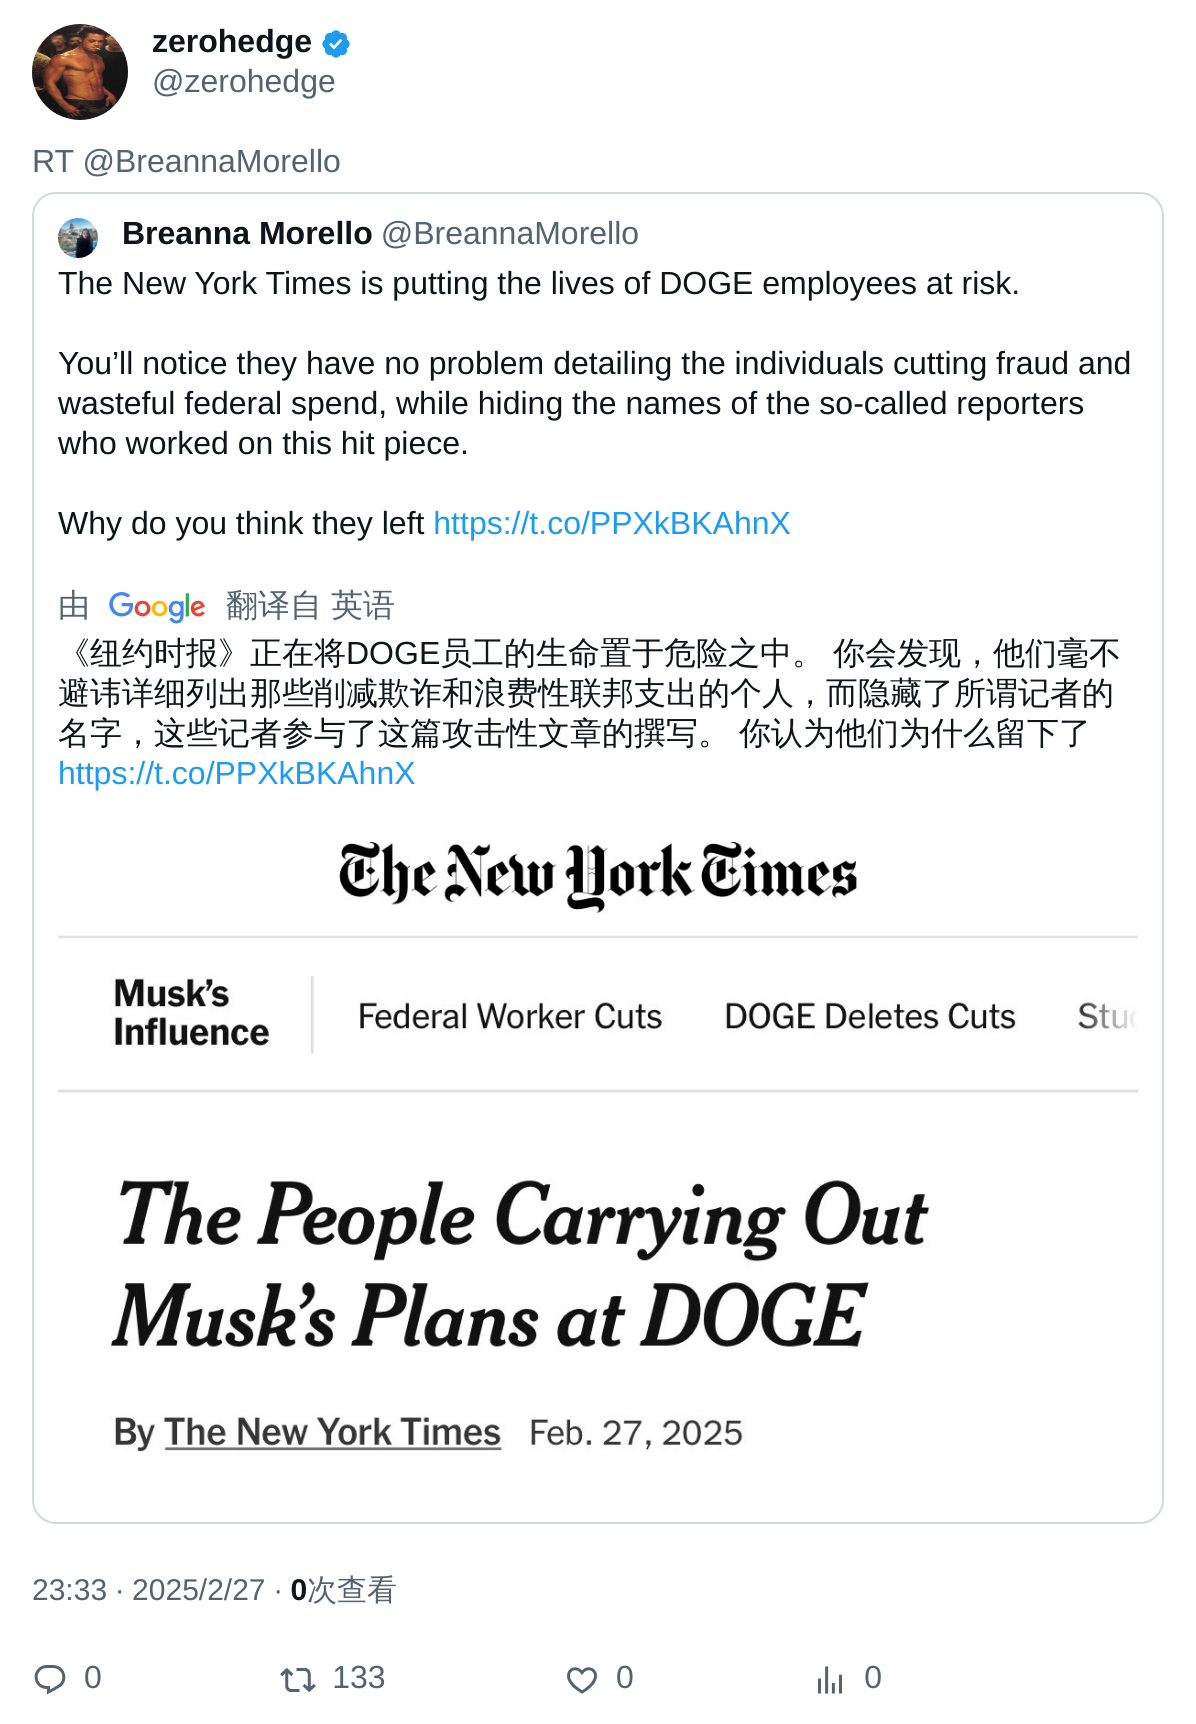 zerohedge
@zerohedge
RT @BreannaMorello
Breanna Morello @BreannaMorello
The New York Times is putting the lives of DOGE employees at risk.
You’ll notice they have no problem detailing the individuals cutting fraud and
wasteful federal spend, while hiding the names of the so-called reporters
who worked on this hit piece.
Why do you think they left https://t.co/PPXkBKAhnX
由 Google 翻译自 英语
《纽约时报》正在将DOGE员工的生命置于危险之中。 你会发现，他们毫不
避讳详细列出那些削减欺诈和浪费性联邦支出的个人，而隐藏了所谓记者的
名字，这些记者参与了这篇攻击性文章的撰写。 你认为他们为什么留下了
https://t.co/PPXkBKAhnX
The New York Times
Musk’s
Influence
Federal Worker Cuts DOGE Deletes Cuts
The People Carrying Out
Musk’s Plans at DOGE
By The New York Times Feb. 27, 2025
23:33 · 2025/2/27 · 0次查看
0 133 0 0